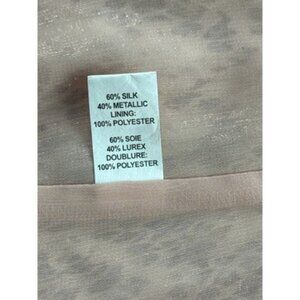 60% SILK
40% METALLIC
LINING:
100% POLYESTER
60% SOIE
40% LUREX
DOUBLURE:
100% POLYESTER